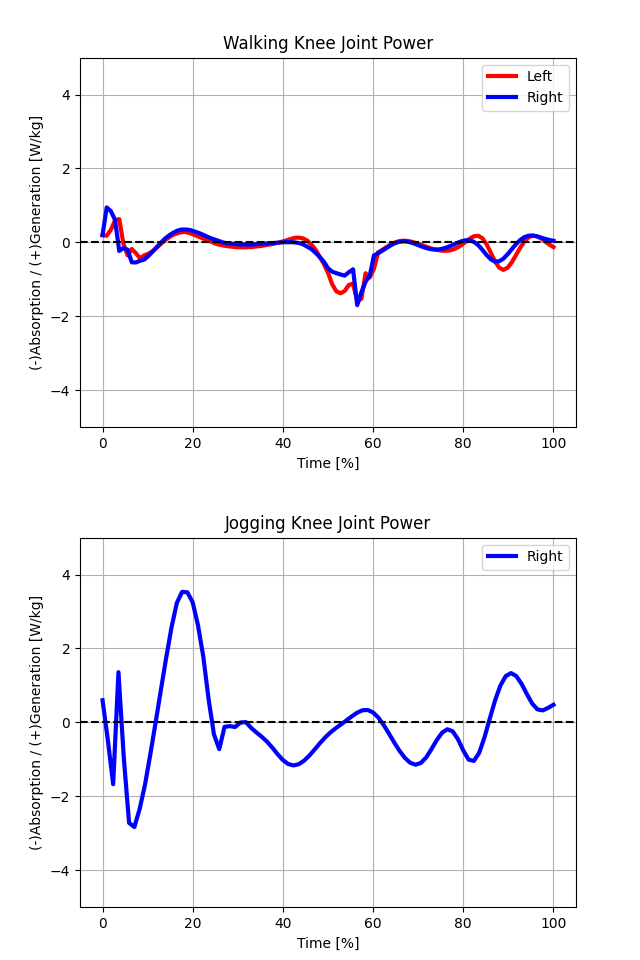 Walking Knee Joint Power
Left
Right
4
2
0
−2
−4
(-)Absorption / (+)Generation [W/kg]
0 20 40 60 80 100
Time [%]
Jogging Knee Joint Power
Right
4
2
0
−2
−4
(-)Absorption / (+)Generation [W/kg]
0 20 40 60 80 100
Time [%]